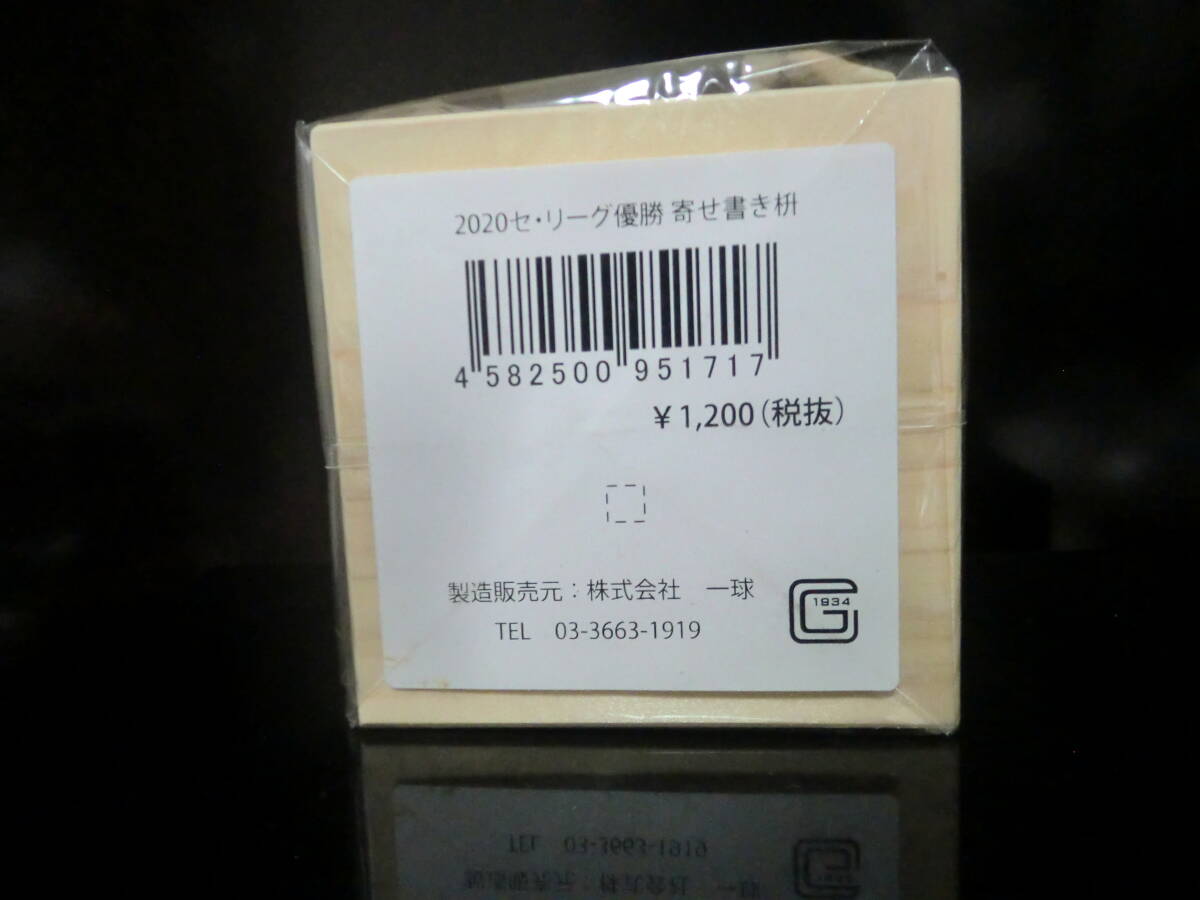 2020セ・リーグ優勝 寄せ書き枡
4 582500 951717
￥1,200(税抜)
製造販売元：株式会社　一球
1934
TEL　03-3663-1919